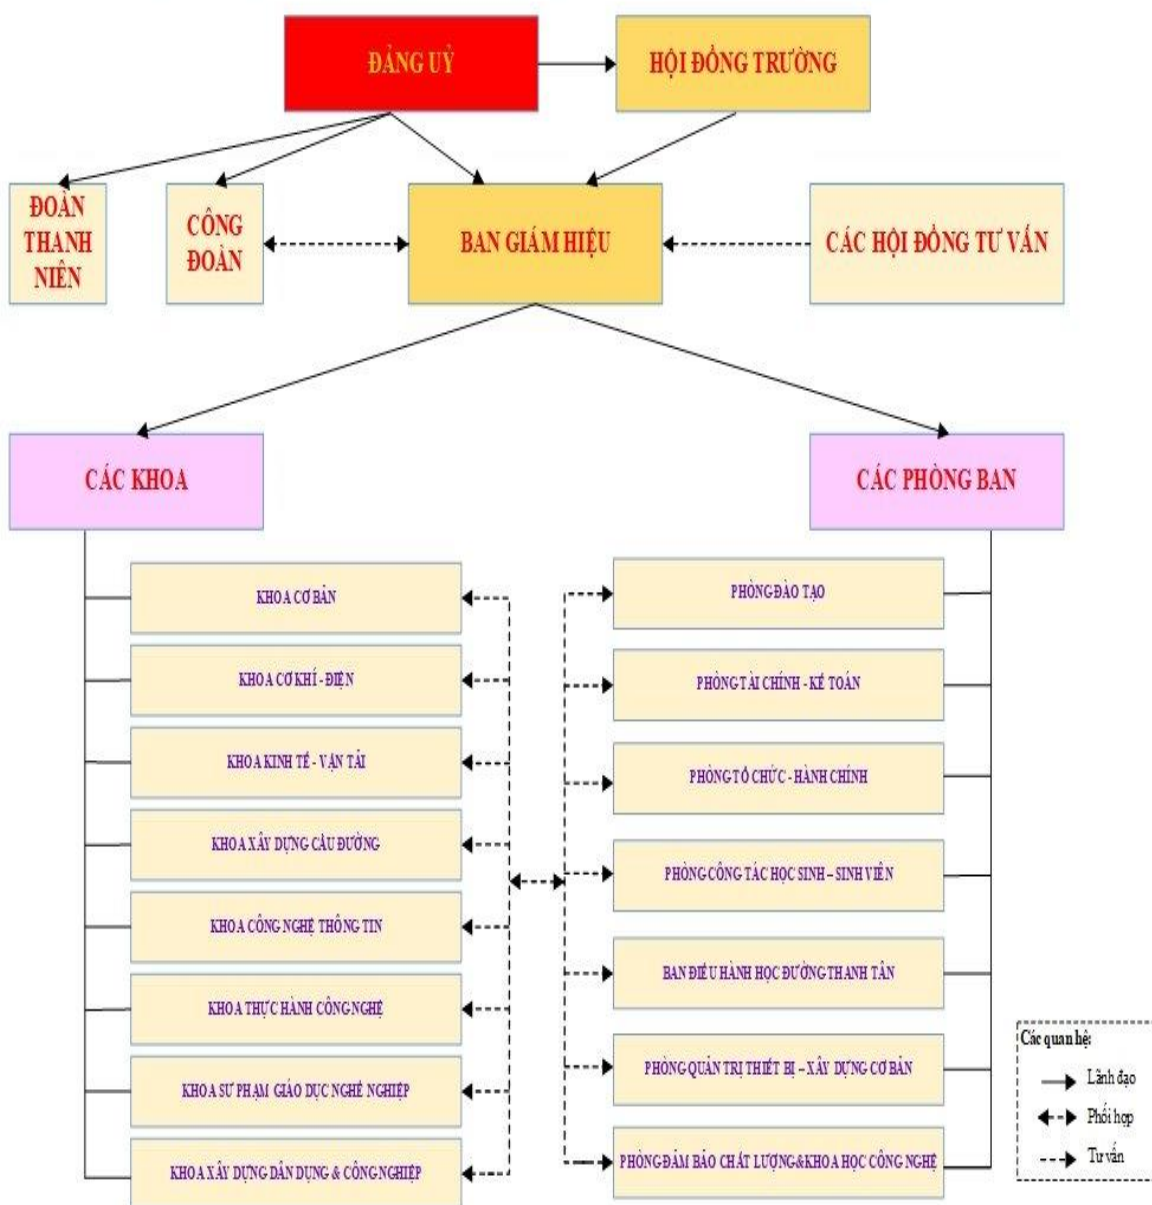 ĐẢNG UỶ
HỘI ĐỒNG TRƯỜNG
ĐOÀN
THANH
NIÊN
CÔNG
ĐOÀN
BAN GIÁM HIỆU
CÁC HỘI ĐỒNG TƯ VẤN
CÁC KHOA
CÁC PHÒNG BAN
KHOA CƠ BẢN
KHOA CƠ KHÍ - ĐIỆN
KHOA KINH TẾ - VẬN TẢI
KHOA XÂY DỰNG CẦU ĐƯỜNG
KHOA CÔNG NGHỆ THÔNG TIN
KHOA THỰC HÀNH CÔNG NGHỆ
KHOA SƯ PHẠM GIÁO DỤC NGHỀ NGHIỆP
KHOA XÂY DỰNG DÂN DỤNG & CÔNG NGHIỆP
PHÒNG ĐÀO TẠO
PHÒNG TÀI CHÍNH - KẾ TOÁN
PHÒNG TỔ CHỨC - HÀNH CHÍNH
PHÒNG CÔNG TÁC HỌC SINH – SINH VIÊN
BAN ĐIỀU HÀNH HỌC ĐƯỜNG THANH TÂN
PHÒNG QUẢN TRỊ THIẾT BỊ – XÂY DỰNG CƠ BẢN
PHÒNG ĐẢM BẢO CHẤT LƯỢNG&KHOA HỌC CÔNG NGHỆ
Các quan hệ:
Lãnh đạo
Phối hợp
Tư vấn